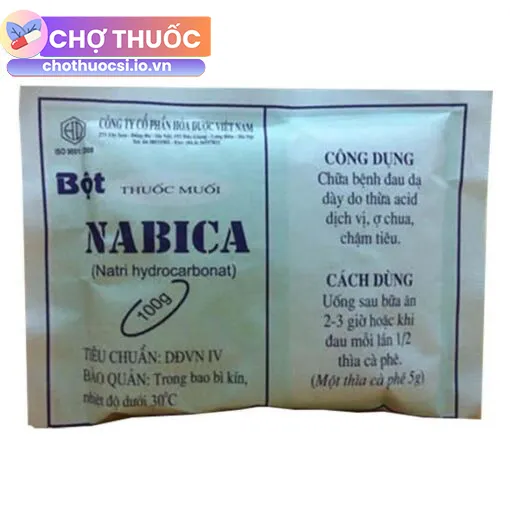 CHỢ THUỐC
chothuocsi.io.vn
CÔNG TY CỔ PHẦN HÓA DƯỢC VIỆT NAM
ISO 9001:2008
Bột THUỐC MUỐI
NABICA
(Natri hydrocarbonat)
100g
TIÊU CHUẨN: DĐVN IV
BẢO QUẢN: Trong bao bì kín,
nhiệt độ dưới 30°C
CÔNG DỤNG
Chữa bệnh đau dạ
dày do thừa acid
dịch vị, ợ chua,
chậm tiêu.
CÁCH DÙNG
Uống sau bữa ăn
2-3 giờ hoặc khi
đau mỗi lần 1/2
thìa cà phê.
(Một thìa cà phê 5g)